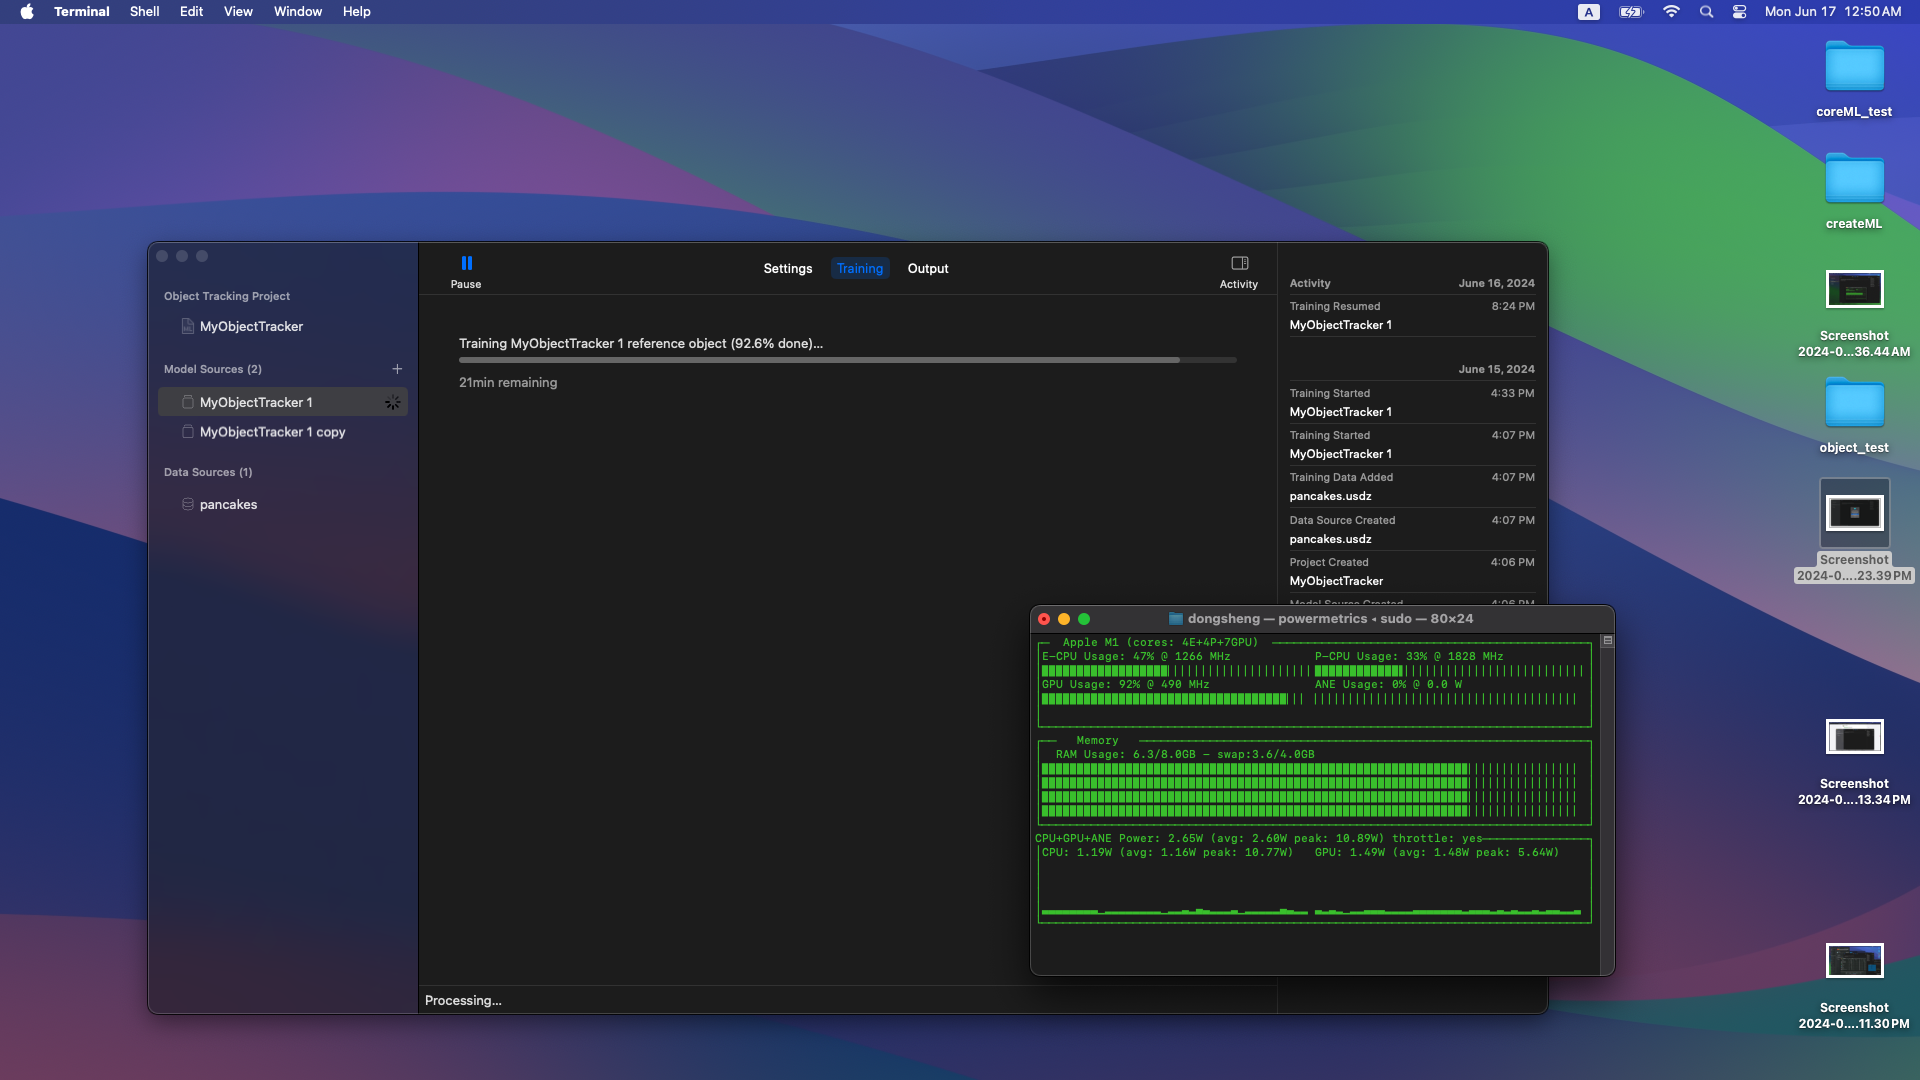 Terminal Shell Edit View Window Help
A Mon Jun 17 12:50 AM
coreML_test
createML
Screenshot
2024-0...36.44 AM
object_test
Screenshot
2024-0....23.39 PM
Screenshot
2024-0....13.34 PM
Screenshot
2024-0....11.30 PM
Object Tracking Project
MyObjectTracker
Model Sources (2) +
MyObjectTracker 1
MyObjectTracker 1 copy
Data Sources (1)
pancakes
Pause
Settings Training Output
Activity
Training MyObjectTracker 1 reference object (92.6% done)...
21min remaining
Processing...
Activity June 16, 2024
Training Resumed 8:24 PM
MyObjectTracker 1
June 15, 2024
Training Started 4:33 PM
MyObjectTracker 1
Training Started 4:07 PM
MyObjectTracker 1
Training Data Added 4:07 PM
pancakes.usdz
Data Source Created 4:07 PM
pancakes.usdz
Project Created 4:06 PM
MyObjectTracker
Model Source Created 4:06 PM
dongsheng — powermetrics ◂ sudo — 80×24
Apple M1 (cores: 4E+4P+7GPU)
E-CPU Usage: 47% @ 1266 MHz P-CPU Usage: 33% @ 1828 MHz
GPU Usage: 92% @ 490 MHz ANE Usage: 0% @ 0.0 W
Memory
RAM Usage: 6.3/8.0GB - swap:3.6/4.0GB
CPU+GPU+ANE Power: 2.65W (avg: 2.60W peak: 10.89W) throttle: yes
CPU: 1.19W (avg: 1.16W peak: 10.77W) GPU: 1.49W (avg: 1.48W peak: 5.64W)